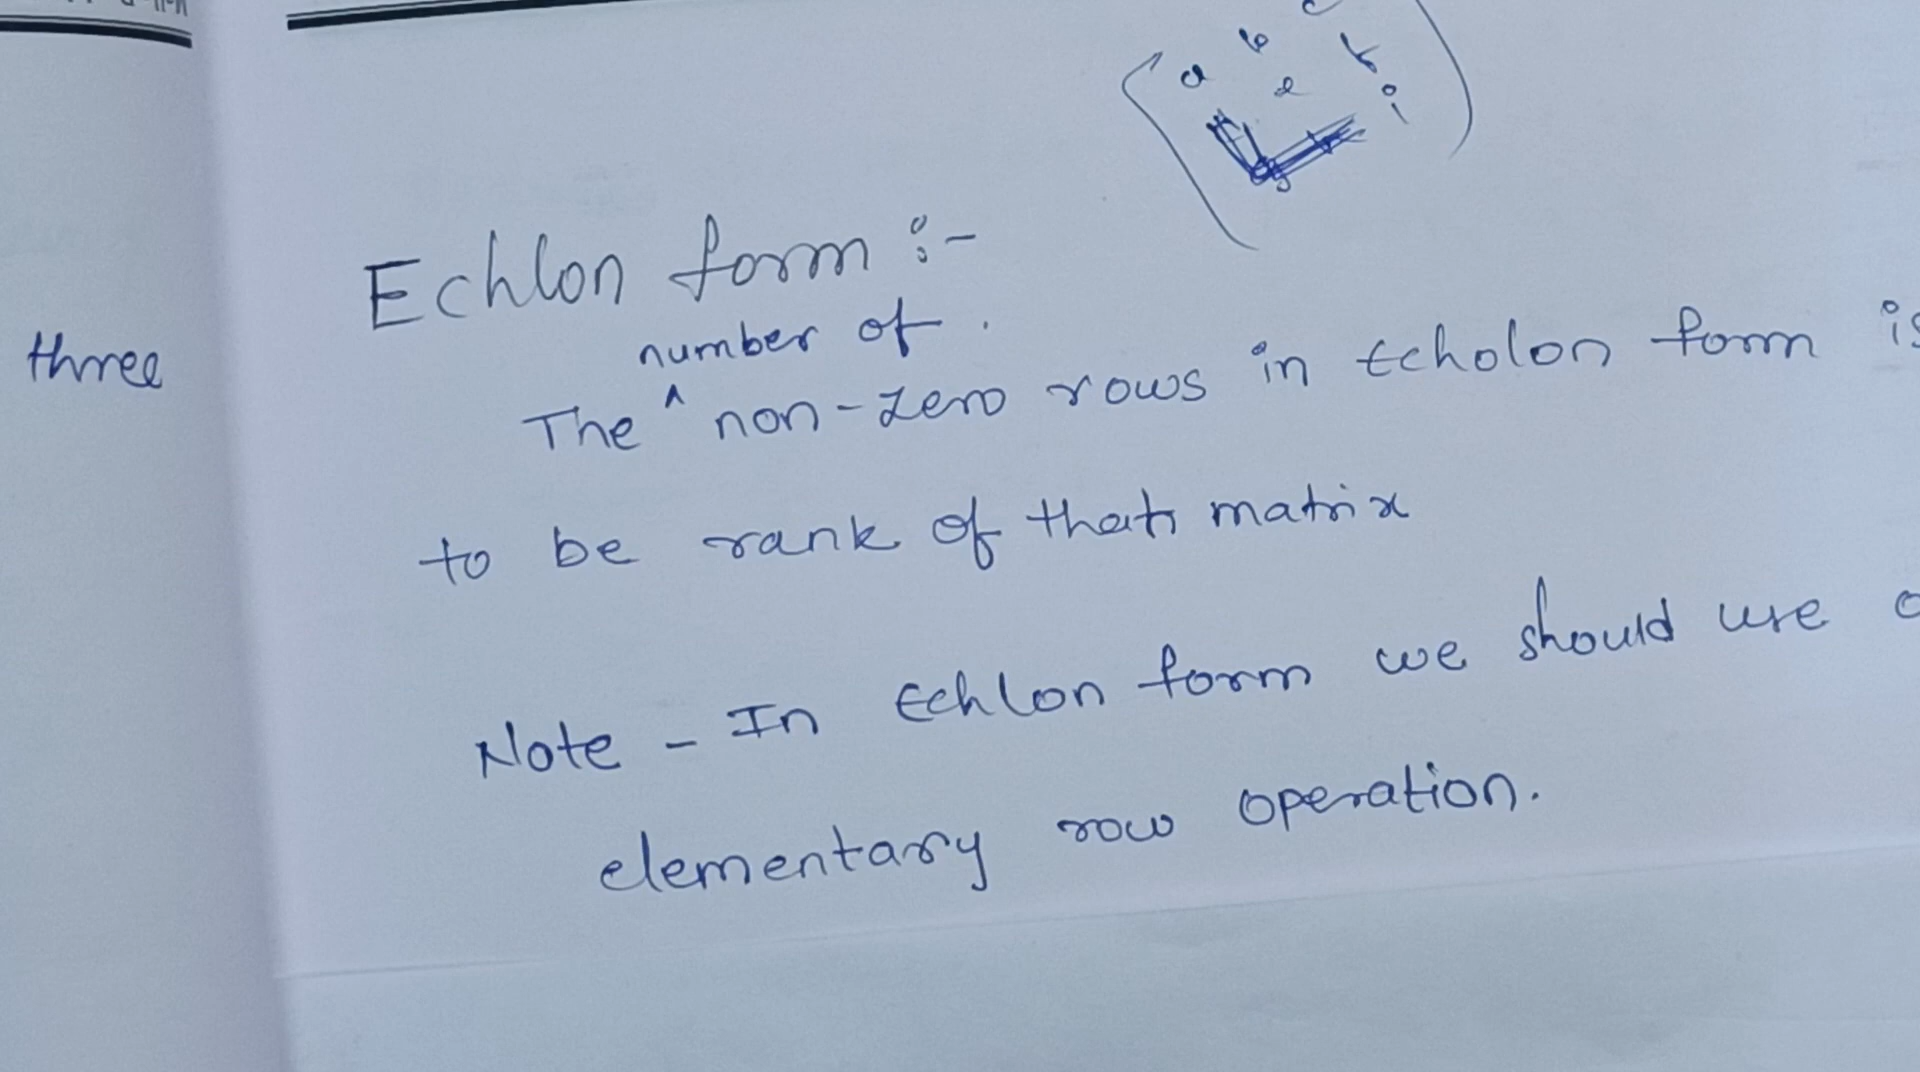 three
a b c
e f
i
Echlon form :-
number of .
The ^ non-zero rows in Echolon form is
to be rank of that matrix
Note - In Echlon form we should use
elementary row operation.